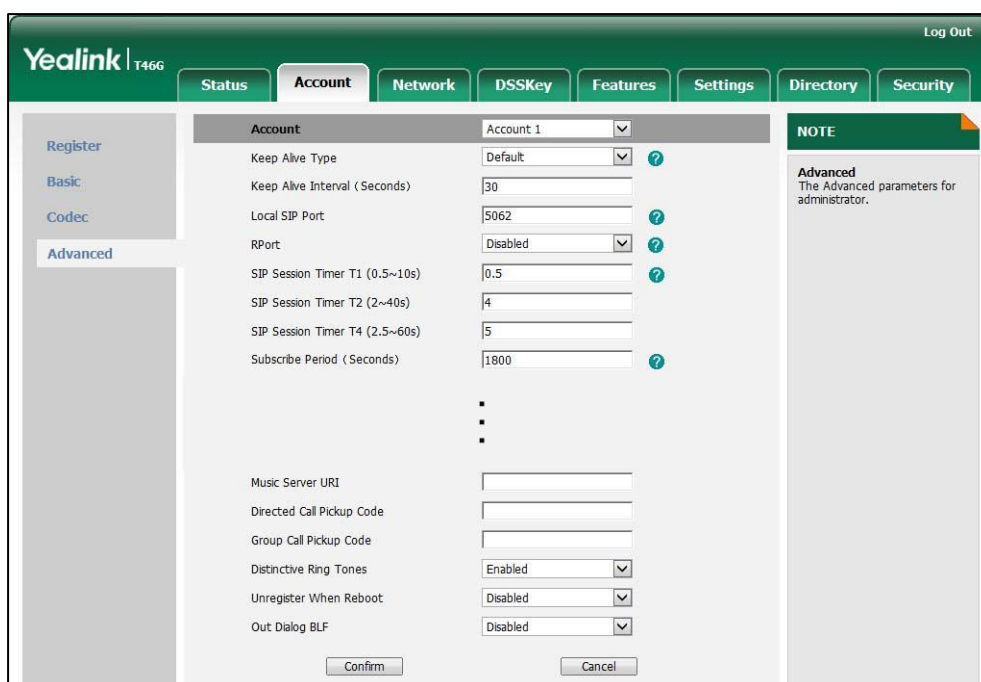 Log Out
Yealink T46G
Status Account Network DSSKey Features Settings Directory Security
Register
Basic
Codec
Advanced
Account Account 1
Keep Alive Type Default ?
Keep Alive Interval (Seconds) 30
Local SIP Port 5062 ?
RPort Disabled ?
SIP Session Timer T1 (0.5~10s) 0.5 ?
SIP Session Timer T2 (2~40s) 4
SIP Session Timer T4 (2.5~60s) 5
Subscribe Period (Seconds) 1800 ?
Music Server URI
Directed Call Pickup Code
Group Call Pickup Code
Distinctive Ring Tones Enabled
Unregister When Reboot Disabled
Out Dialog BLF Disabled
Confirm Cancel
NOTE
Advanced
The Advanced parameters for
administrator.